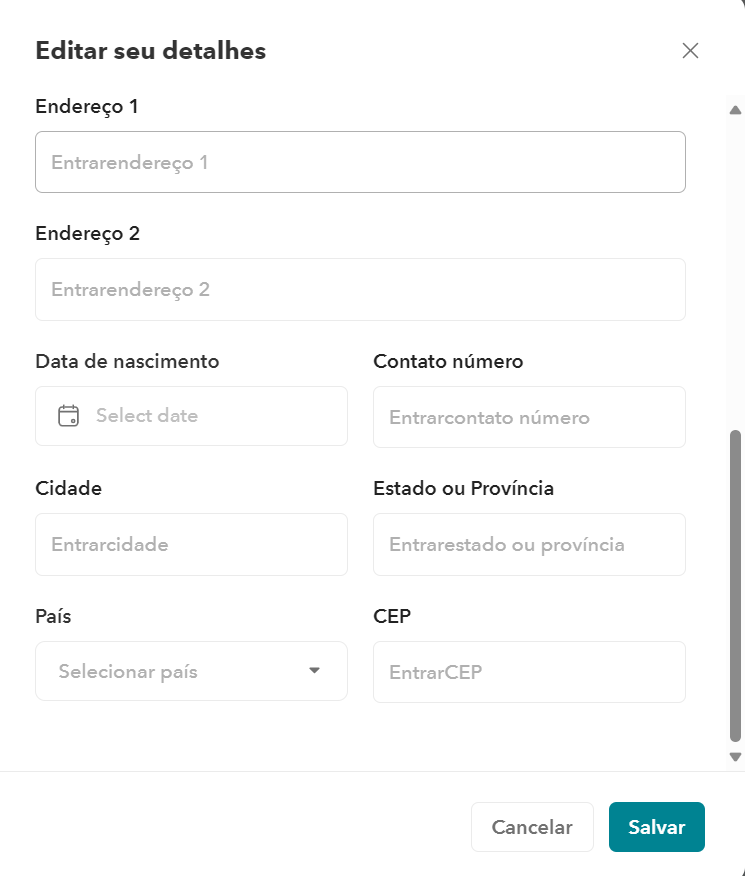 Editar seu detalhes
Endereço 1
Entrarendereço 1
Endereço 2
Entrarendereço 2
Data de nascimento
Contato número
Select date
Entrarcontato número
Cidade
Estado ou Província
Entrarcidade
Entrarestado ou província
País
CEP
Selecionar país
EntrarCEP
Cancelar
Salvar